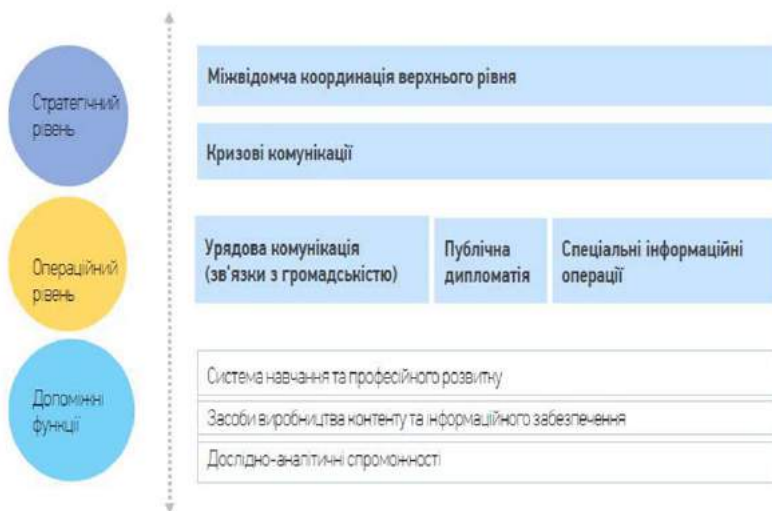 Стратегічний
рівень
Міжвідомча координація верхнього рівня
Кризові комунікації
Операційний
рівень
Урядова комунікація
(зв'язки з громадськістю)
Публічна
дипломатія
Спеціальні інформаційні
операції
Допоміжні
функції
Система навчання та професійного розвитку
Засоби виробництва контенту та інформаційного забезпечення
Дослідно-аналітичні спроможності